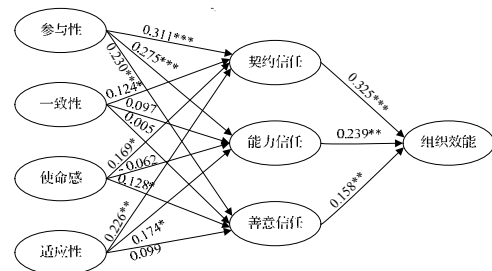 参与性
0.311***
0.275***
0.230**
契约信任
一致性
0.124*
0.097
0.005
0.325***
能力信任
0.239**
组织效能
使命感
0.169*
-0.062
0.128*
0.158**
善意信任
适应性
0.226**
0.174*
0.099